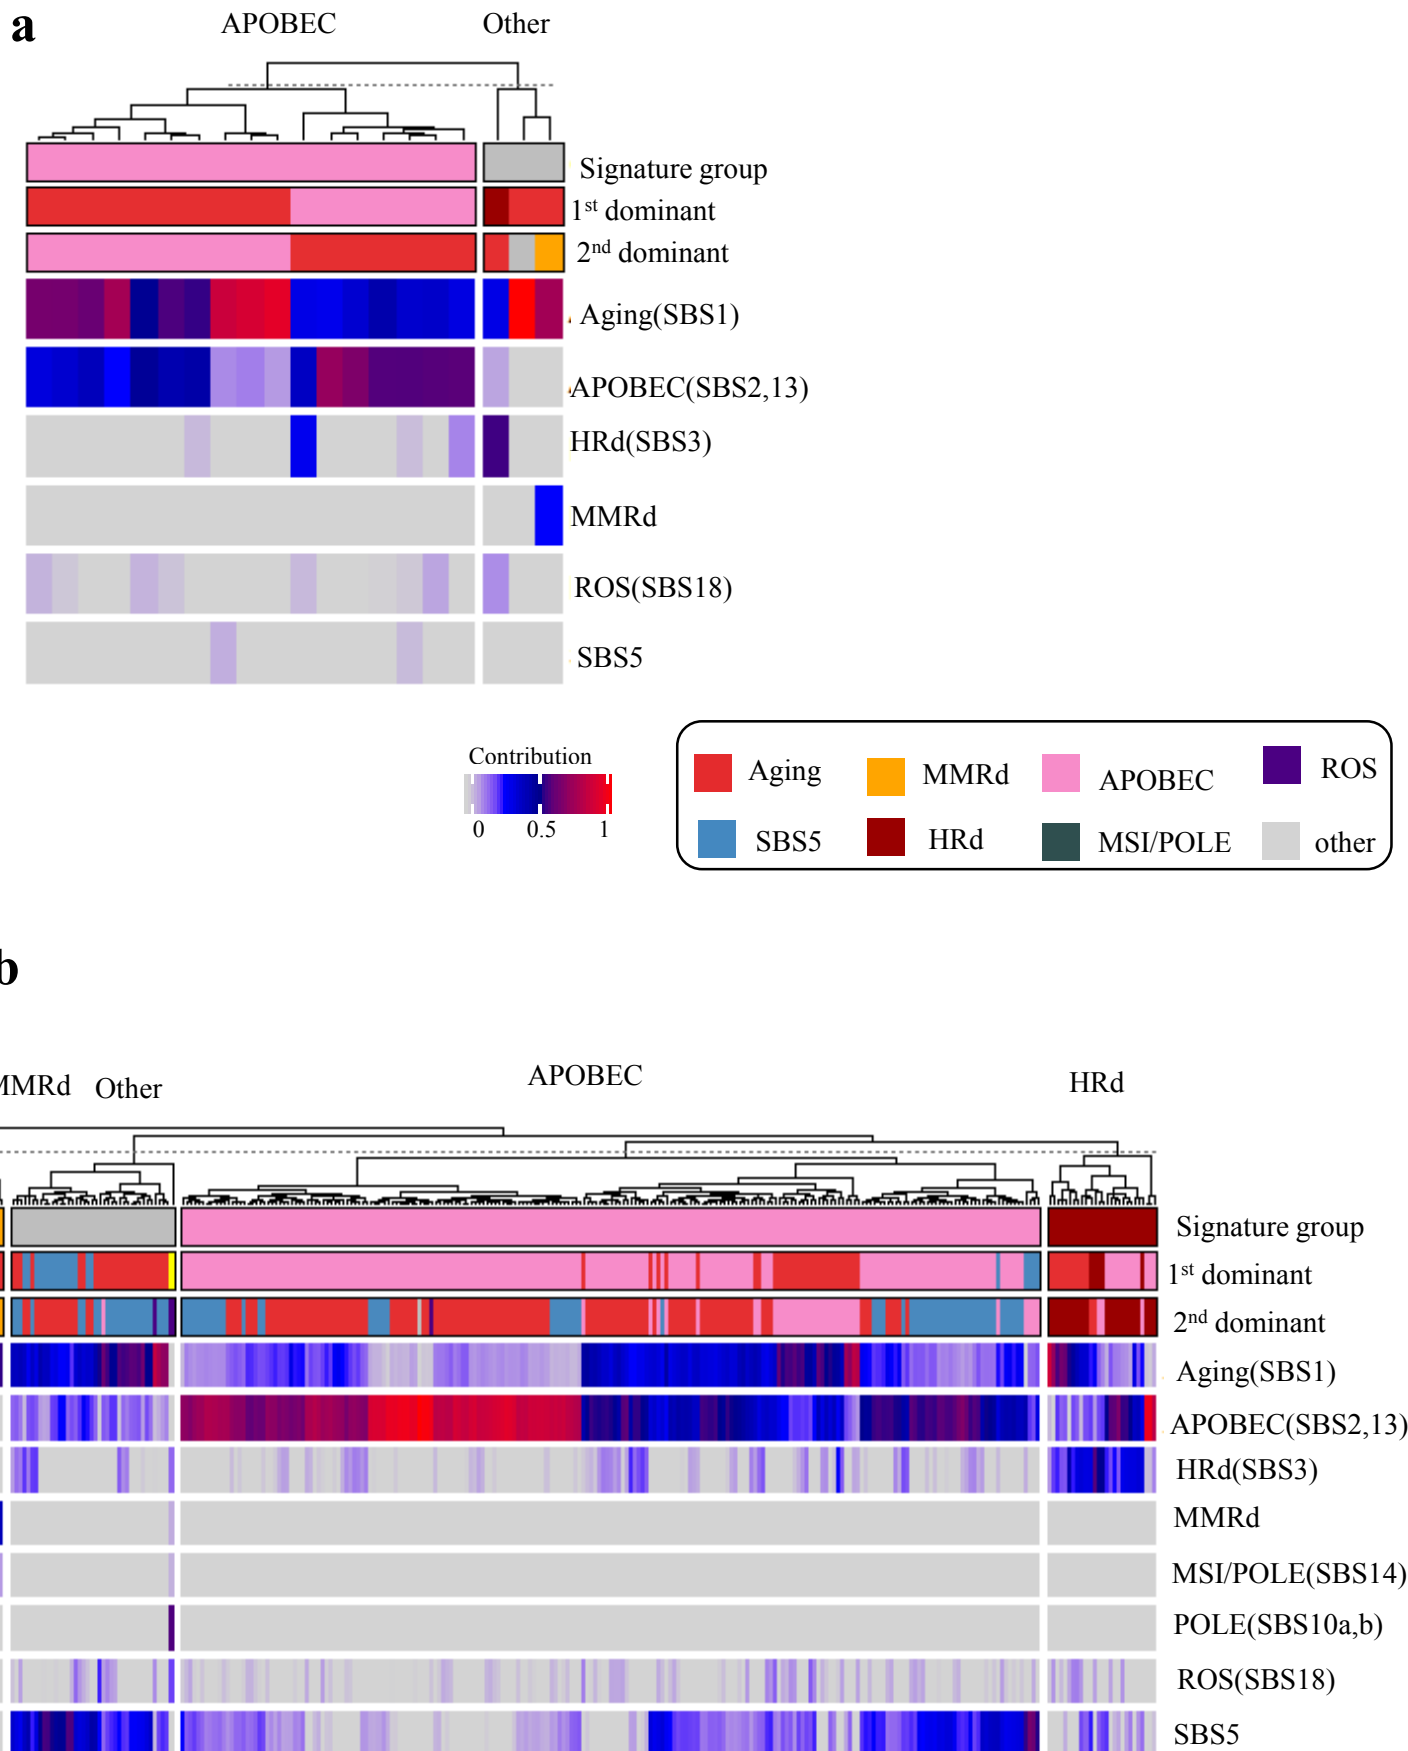 a
APOBEC Other
Signature group
1st dominant
2nd dominant
Aging(SBS1)
APOBEC(SBS2,13)
HRd(SBS3)
MMRd
ROS(SBS18)
SBS5
Contribution
0 0.5 1
Aging MMRd APOBEC ROS
SBS5 HRd MSI/POLE other
b
MMRd Other APOBEC HRd
Signature group
1st dominant
2nd dominant
Aging(SBS1)
APOBEC(SBS2,13)
HRd(SBS3)
MMRd
MSI/POLE(SBS14)
POLE(SBS10a,b)
ROS(SBS18)
SBS5